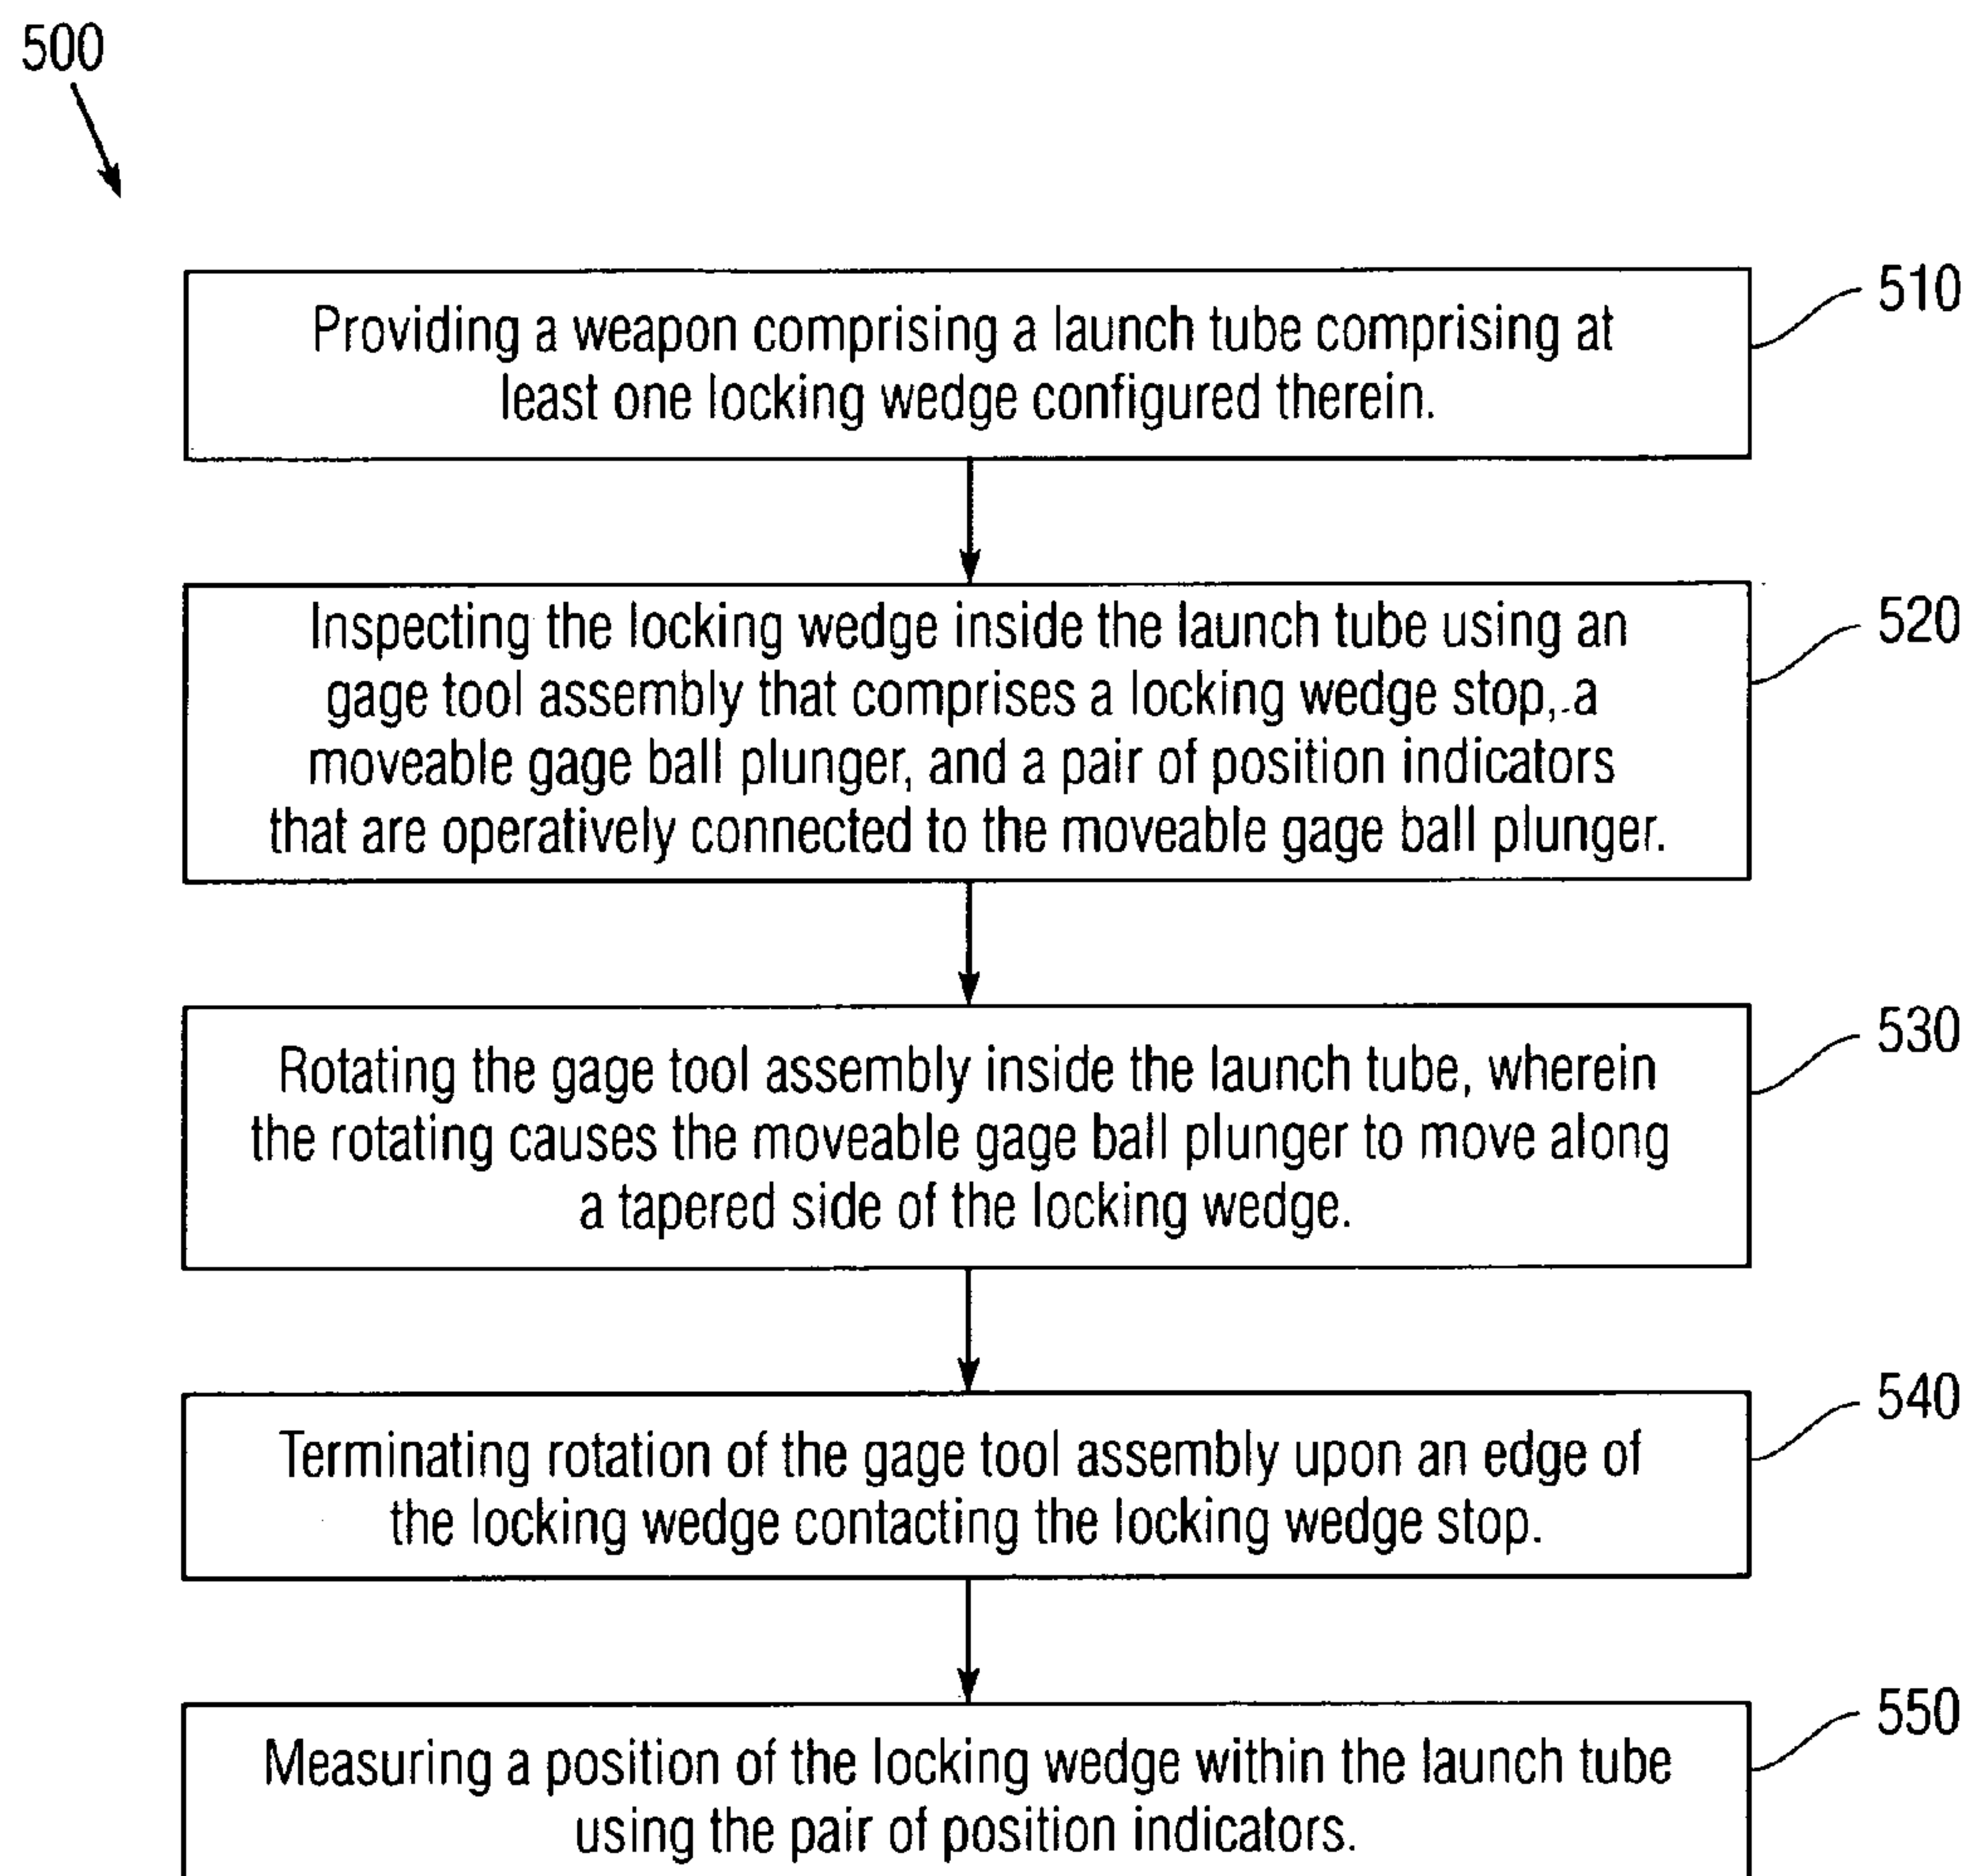 500
Providing a weapon comprising a launch tube comprising at
least one locking wedge configured therein.
510
Inspecting the locking wedge inside the launch tube using an
gage tool assembly that comprises a locking wedge stop, a
moveable gage ball plunger, and a pair of position indicators
that are operatively connected to the moveable gage ball plunger.
520
Rotating the gage tool assembly inside the launch tube, wherein
the rotating causes the moveable gage ball plunger to move along
a tapered side of the locking wedge.
530
Terminating rotation of the gage tool assembly upon an edge of
the locking wedge contacting the locking wedge stop.
540
Measuring a position of the locking wedge within the launch tube
using the pair of position indicators.
550